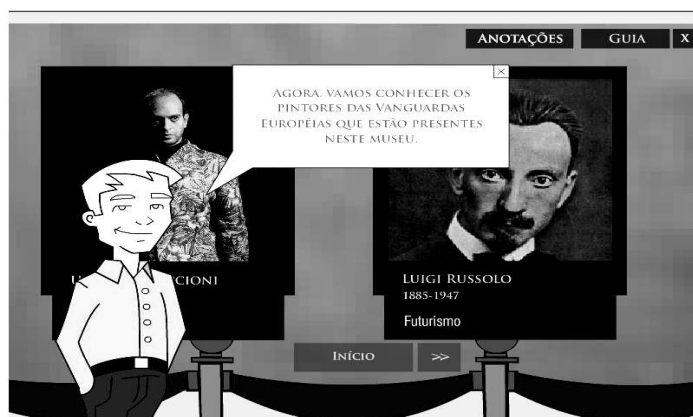 ANOTAÇÕES
GUIA
X
AGORA, VAMOS CONHECER OS
PINTORES DAS VANGUARDAS
EUROPÉIAS QUE ESTÃO PRESENTES
NESTE MUSEU.
U CCIONI
LUIGI RUSSOLO
1885-1947
Futurismo
INÍCIO
>>